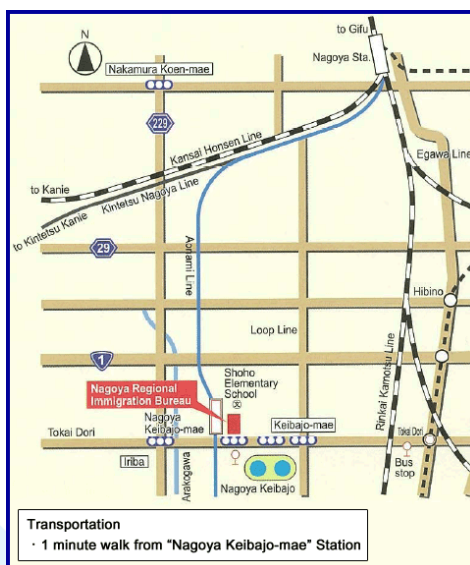 to Gifu
Nagoya Sta.
N
Nakamura Koen-mae
229
Kansai Honsen Line
Egawa Line
to Kanie
Kintetsu Nagoya Line
to Kintetsu Kanie
29
Aonami Line
Hibino
Loop Line
Rinkai Kamotsu Line
1
Shoho
Elementary
School
Nagoya Regional
Immigration Bureau
Nagoya
Keibajo-mae
Keibajo-mae
Tokai Dori
Tokai Dori
Iriba
Arakogawa
Nagoya Keibajo
Bus
stop
Transportation
・1 minute walk from "Nagoya Keibajo-mae" Station